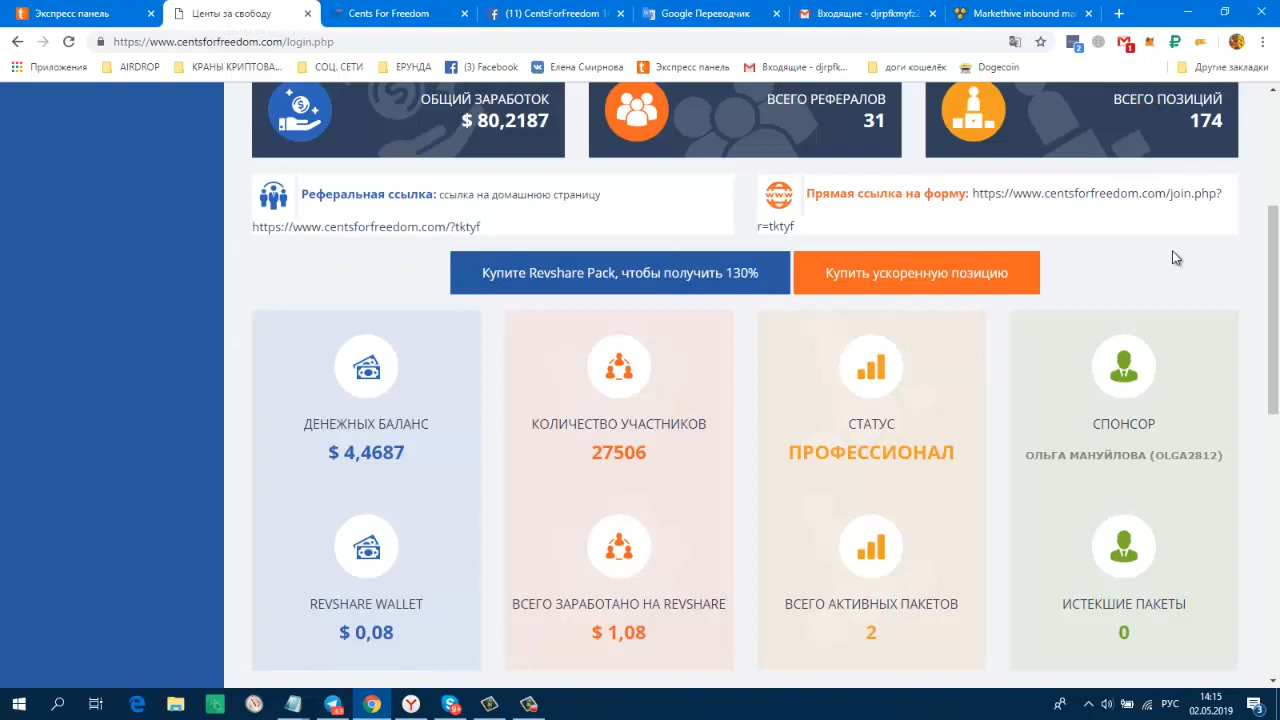 Экспресс панель
Центы за свободу
Cents For Freedom
(11) CentsForFreedom 1
Google Переводчик
Входящие - djrpfkmyfz
Markethive inbound ma
https://www.centsforfreedom.com/login.php
2
1
Приложения
AIRDROP
КРАНЫ КРИПТОВА...
СОЦ. СЕТИ
ЕРУНДА
(3) Facebook
Елена Смирнова
Экспресс панель
Входящие - djrpfk...
доги кошелёк
Dogecoin
Другие закладки
ОБЩИЙ ЗАРАБОТОК
$ 80,2187
ВСЕГО РЕФЕРАЛОВ
31
ВСЕГО ПОЗИЦИЙ
174
Реферальная ссылка: ссылка на домашнюю страницу
https://www.centsforfreedom.com/?tktyf
Прямая ссылка на форму: https://www.centsforfreedom.com/join.php?
r=tktyf
Купите Revshare Pack, чтобы получить 130%
Купить ускоренную позицию
ДЕНЕЖНЫХ БАЛАНС
$ 4,4687
КОЛИЧЕСТВО УЧАСТНИКОВ
27506
СТАТУС
ПРОФЕССИОНАЛ
СПОНСОР
ОЛЬГА МАНУЙЛОВА (OLGA2812)
REVSHARE WALLET
$ 0,08
ВСЕГО ЗАРАБОТАНО НА REVSHARE
$ 1,08
ВСЕГО АКТИВНЫХ ПАКЕТОВ
2
ИСТЕКШИЕ ПАКЕТЫ
0
РУС
14:15
02.05.2019